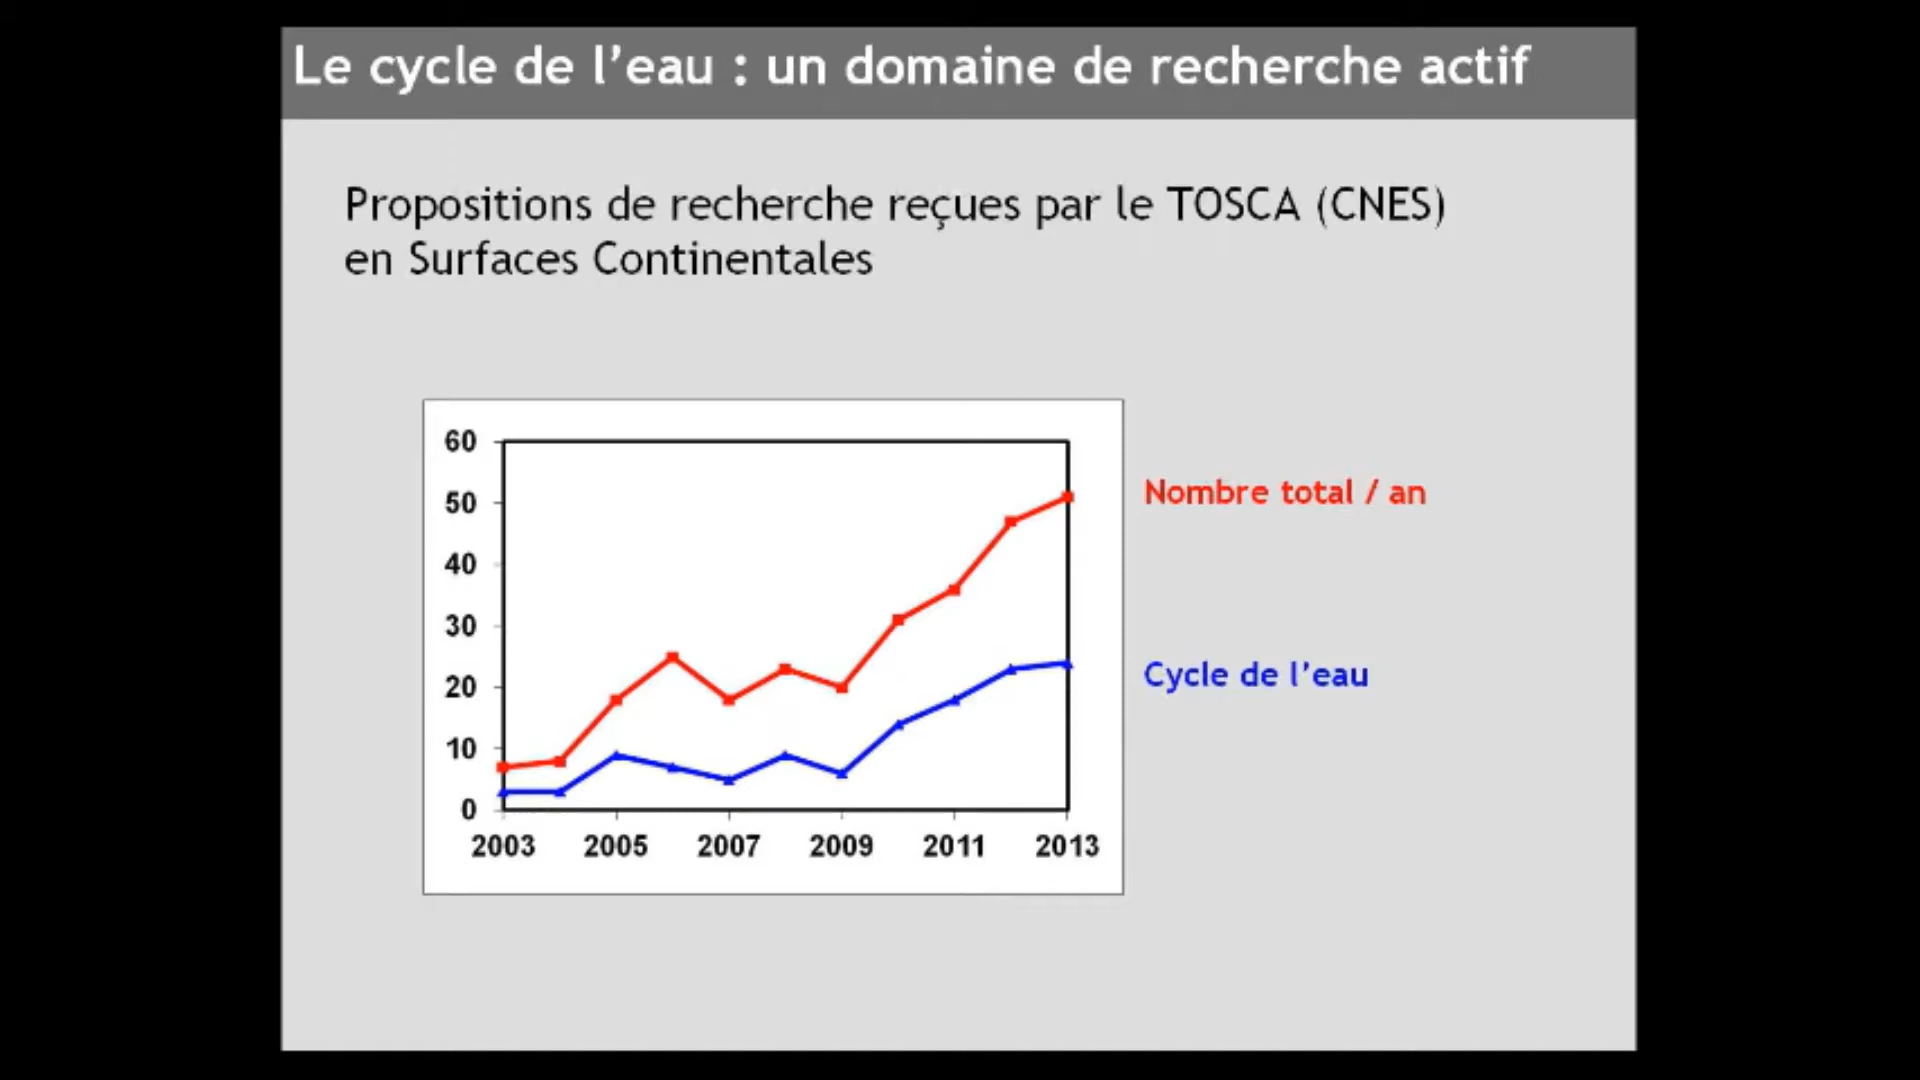 Le cycle de l’eau : un domaine de recherche actif
Propositions de recherche reçues par le TOSCA (CNES)
en Surfaces Continentales
60
50
40
30
20
10
0
2003 2005 2007 2009 2011 2013
Nombre total / an
Cycle de l’eau